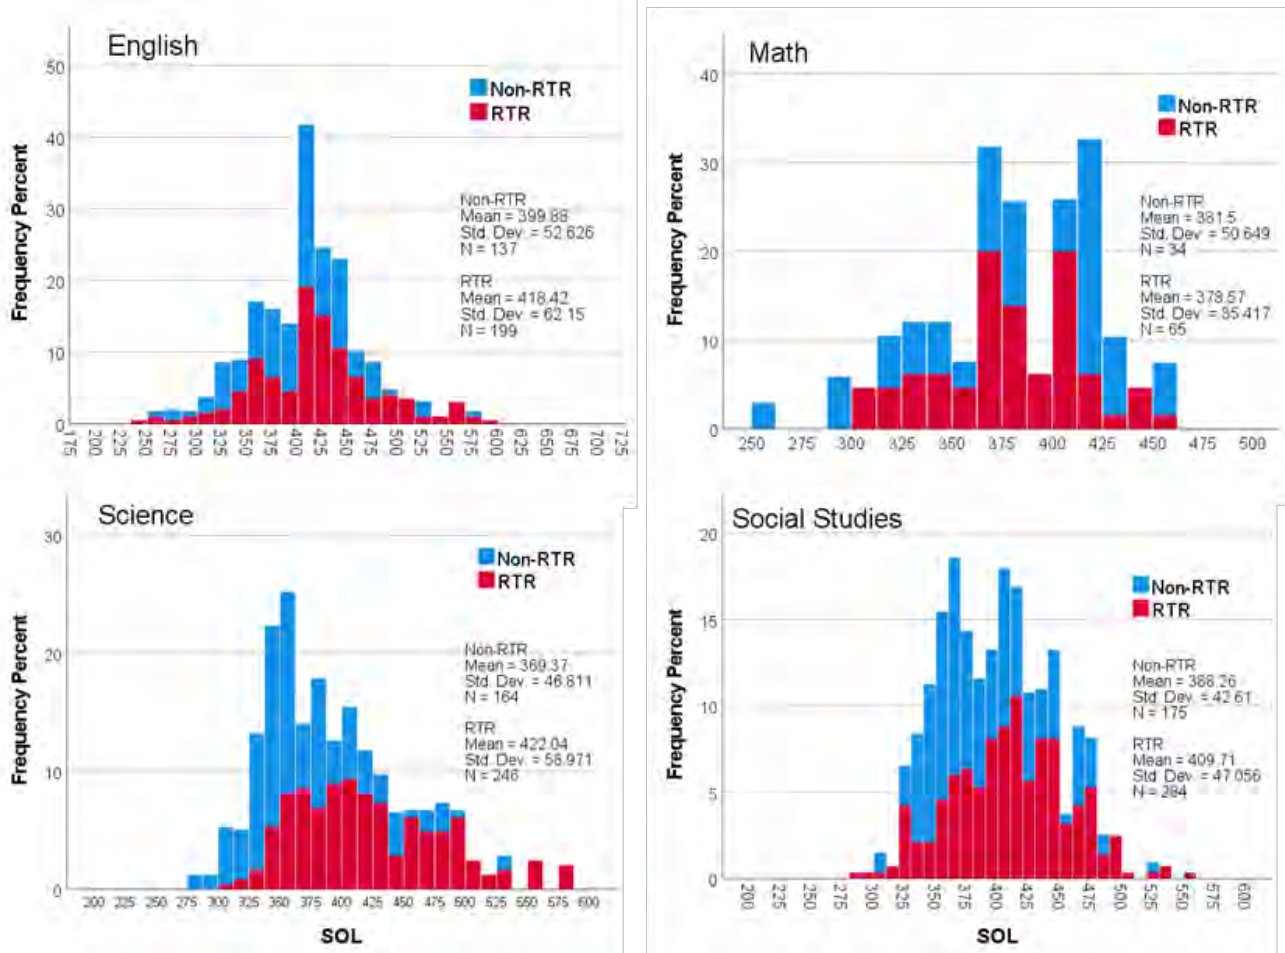 English
Frequency Percent
50
40
30
20
10
0
Non-RTR
RTR
Non-RTR
Mean = 399.88
Std. Dev. = 52.626
N = 137
RTR
Mean = 418.42
Std. Dev. = 62.15
N = 199
175 200 225 250 275 300 325 350 375 400 425 450 475 500 525 550 575 600 625 650 675 700 725
Math
Frequency Percent
40
30
20
10
0
Non-RTR
RTR
Non-RTR
Mean = 381.5
Std. Dev. = 50.649
N = 34
RTR
Mean = 378.57
Std. Dev. = 35.417
N = 65
250 275 300 325 350 375 400 425 450 475 500
Science
Frequency Percent
30
20
10
0
Non-RTR
RTR
Non-RTR
Mean = 369.37
Std. Dev. = 46.811
N = 164
RTR
Mean = 422.04
Std. Dev. = 58.971
N = 246
200 225 250 275 300 325 350 375 400 425 450 475 500 525 550 575 600
SOL
Social Studies
Frequency Percent
20
15
10
5
0
Non-RTR
RTR
Non-RTR
Mean = 388.26
Std. Dev. = 42.61
N = 175
RTR
Mean = 409.71
Std. Dev. = 47.056
N = 284
200 250 300 325 375 400 450 500 525 550 600
SOL